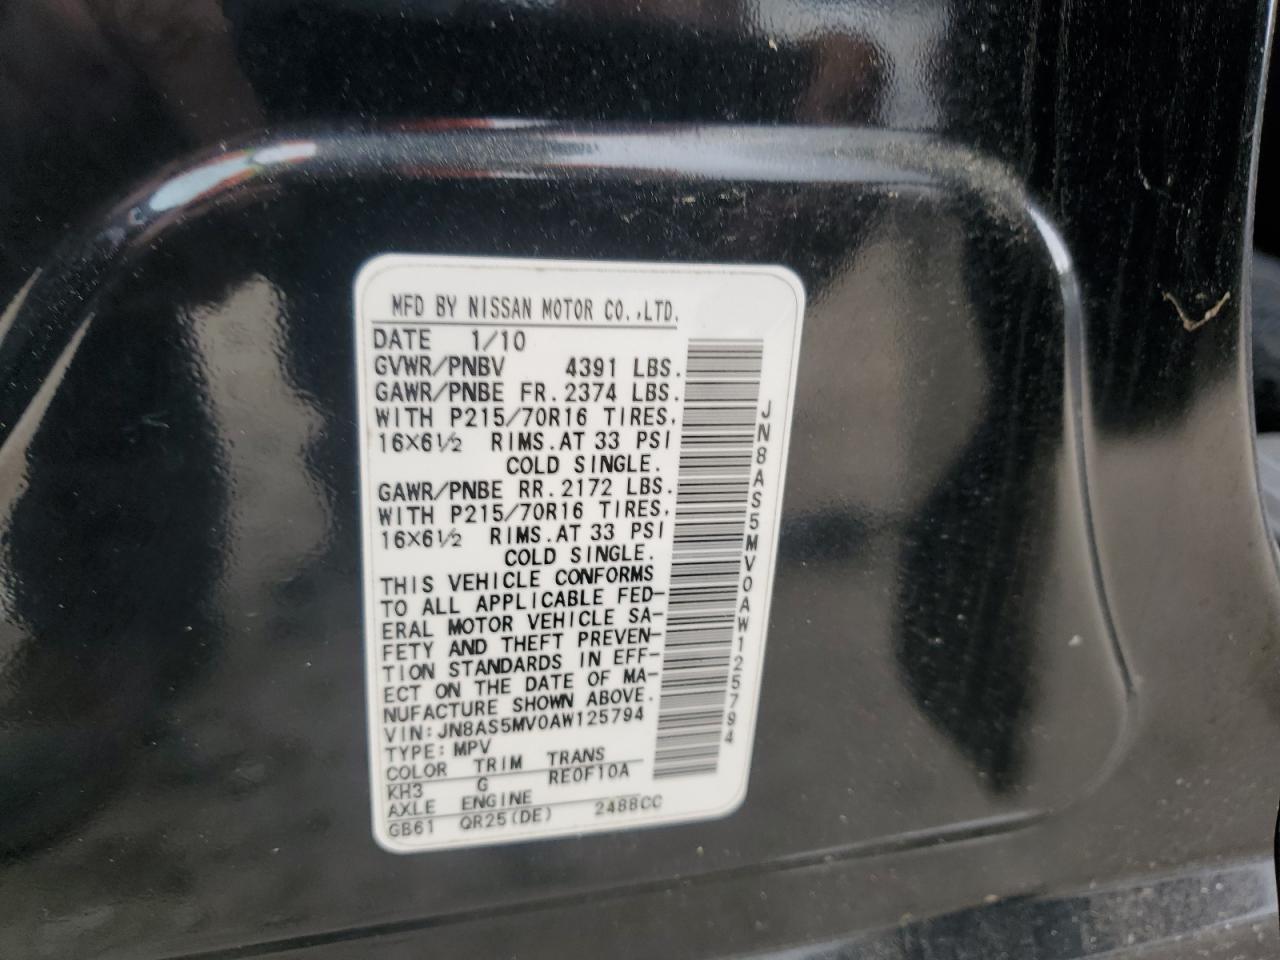 MFD BY NISSAN MOTOR CO.,LTD.
DATE 1/10
GVWR/PNBV 4391 LBS.
GAWR/PNBE FR. 2374 LBS.
WITH P215/70R16 TIRES,
16×6½ RIMS.AT 33 PSI
COLD SINGLE.
GAWR/PNBE RR. 2172 LBS.
WITH P215/70R16 TIRES,
16×6½ RIMS.AT 33 PSI
COLD SINGLE.
THIS VEHICLE CONFORMS
TO ALL APPLICABLE FED-
ERAL MOTOR VEHICLE SA-
FETY AND THEFT PREVEN-
TION STANDARDS IN EFF-
ECT ON THE DATE OF MA-
NUFACTURE SHOWN ABOVE.
VIN: JN8AS5MV0AW125794
TYPE: MPV
COLOR TRIM TRANS
KH3 G RE0F10A
AXLE ENGINE
GB61 QR25(DE) 2488CC
JN8AS5MV0AW125794